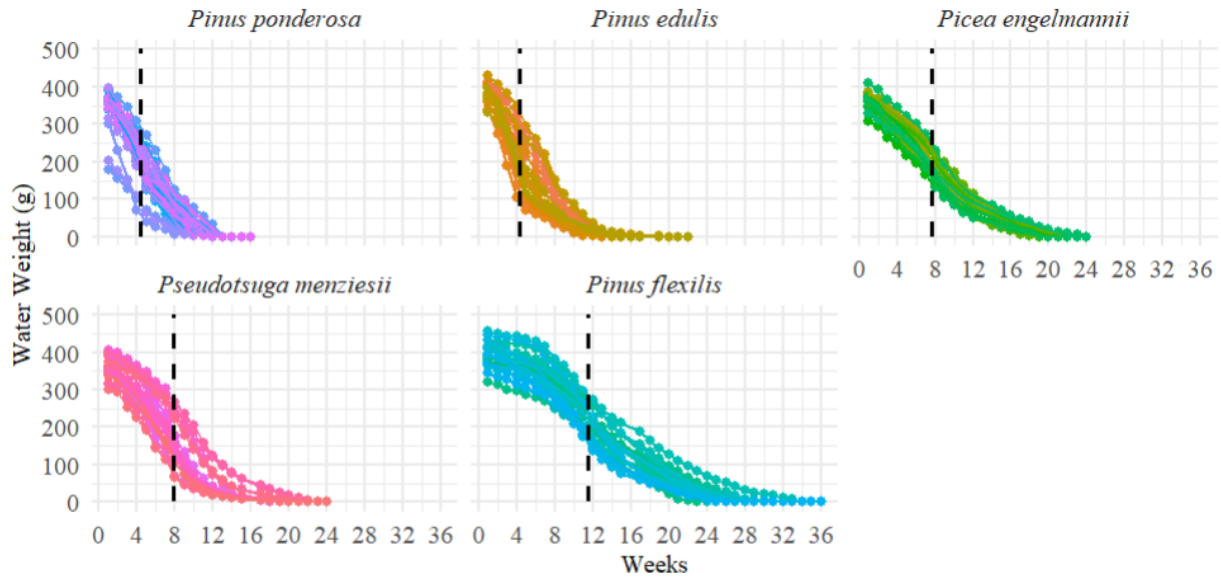 Pinus ponderosa Pinus edulis Picea engelmannii
500
400
300
200
100
0
0 4 8 12 16 20 24 28 32 36
Pseudotsuga menziesii Pinus flexilis
500
400
300
200
100
0
0 4 8 12 16 20 24 28 32 36 0 4 8 12 16 20 24 28 32 36
Water Weight (g)
Weeks